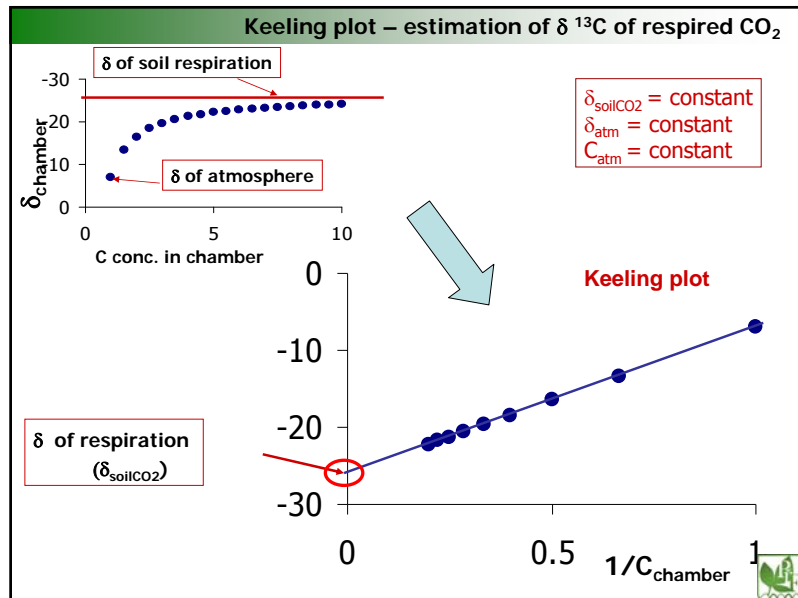 Keeling plot – estimation of δ ¹³C of respired CO₂
δ of soil respiration
-30
20
10
0
δchamber
δ of atmosphere
0
5
10
C conc. in chamber
δsoilCO2 = constant
δatm = constant
Catm = constant
Keeling plot
0
-10
-20
-30
δ of respiration
(δsoilCO2)
0
0.5
1
1/Cchamber